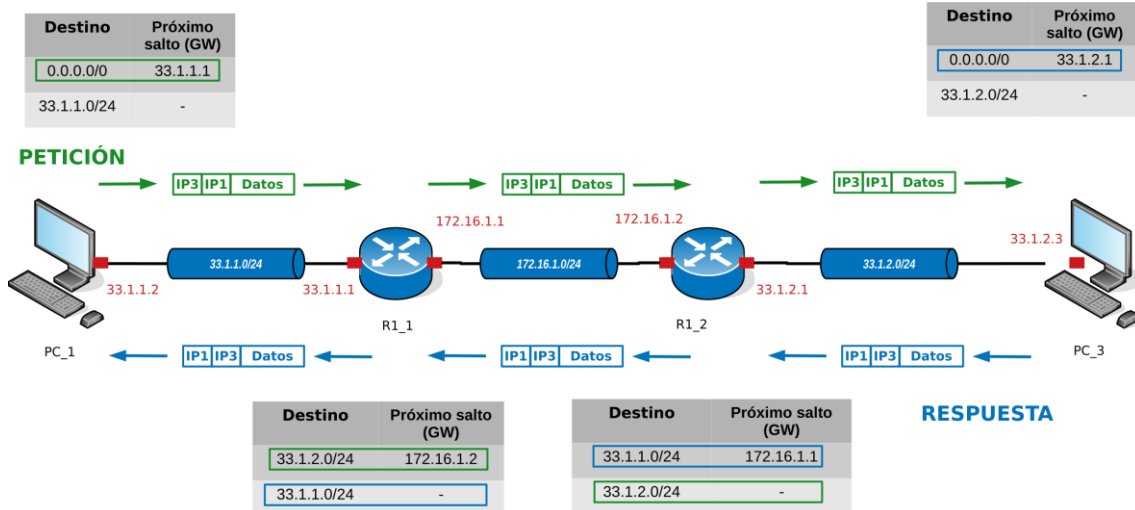 Destino Próximo salto (GW)
0.0.0.0/0 33.1.1.1
33.1.1.0/24 -
Destino Próximo salto (GW)
0.0.0.0/0 33.1.2.1
33.1.2.0/24 -
PETICIÓN
IP3 IP1 Datos
IP3 IP1 Datos
IP3 IP1 Datos
172.16.1.1
172.16.1.2
33.1.2.3
33.1.1.0/24
172.16.1.0/24
33.1.2.0/24
33.1.1.2
33.1.1.1
33.1.2.1
PC_1
R1_1
R1_2
PC_3
IP1 IP3 Datos
IP1 IP3 Datos
IP1 IP3 Datos
RESPUESTA
Destino Próximo salto (GW)
33.1.2.0/24 172.16.1.2
33.1.1.0/24 -
Destino Próximo salto (GW)
33.1.1.0/24 172.16.1.1
33.1.2.0/24 -